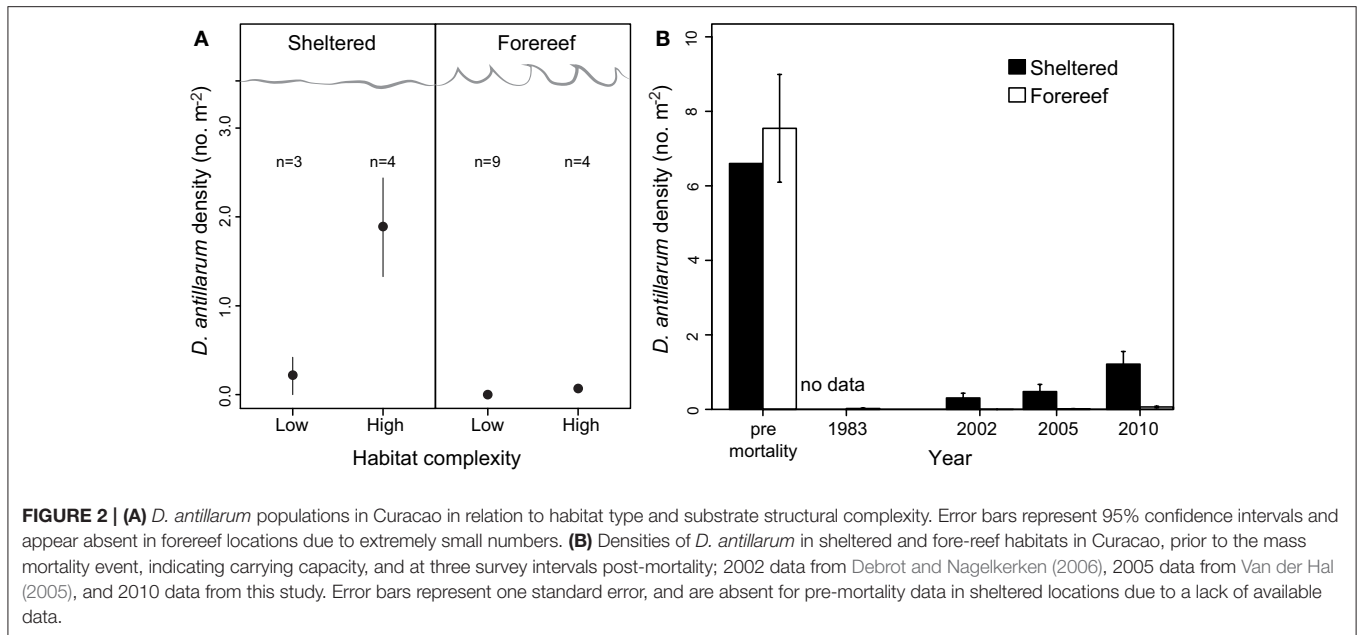 A
Sheltered
Forereef
D. antillarum density (no. m-2)
3.0
2.0
1.0
0.0
n=3
n=4
n=9
n=4
Low
High
Low
High
Habitat complexity
B
D. antillarum density (no. m-2)
10
8
6
4
2
0
Sheltered
Forereef
no data
pre mortality
1983
2002
2005
2010
Year
FIGURE 2 | (A) D. antillarum populations in Curacao in relation to habitat type and substrate structural complexity. Error bars represent 95% confidence intervals and
appear absent in forereef locations due to extremely small numbers. (B) Densities of D. antillarum in sheltered and fore-reef habitats in Curacao, prior to the mass
mortality event, indicating carrying capacity, and at three survey intervals post-mortality; 2002 data from Debrot and Nagelkerken (2006), 2005 data from Van der Hal
(2005), and 2010 data from this study. Error bars represent one standard error, and are absent for pre-mortality data in sheltered locations due to a lack of available
data.